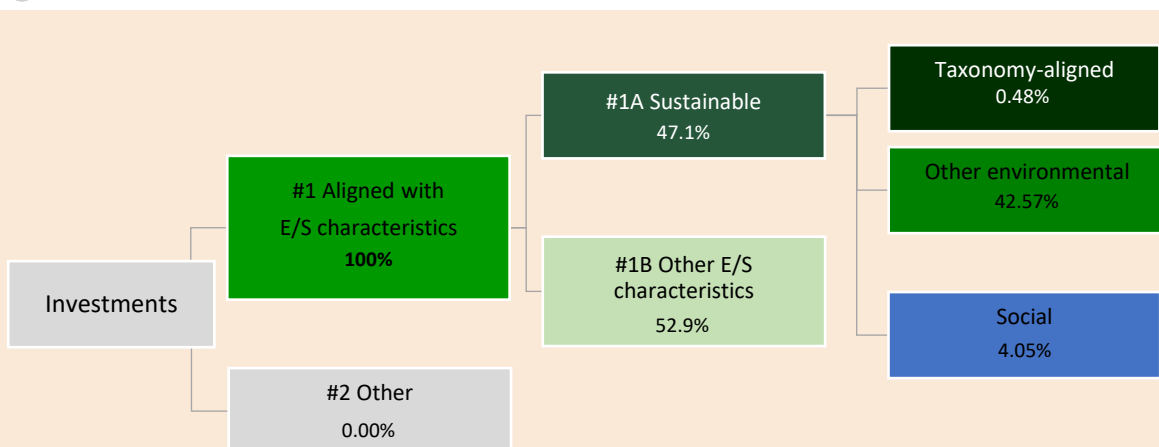 Investments
#1 Aligned with
E/S characteristics
100%
#2 Other
0.00%
#1A Sustainable
47.1%
#1B Other E/S
characteristics
52.9%
Taxonomy-aligned
0.48%
Other environmental
42.57%
Social
4.05%